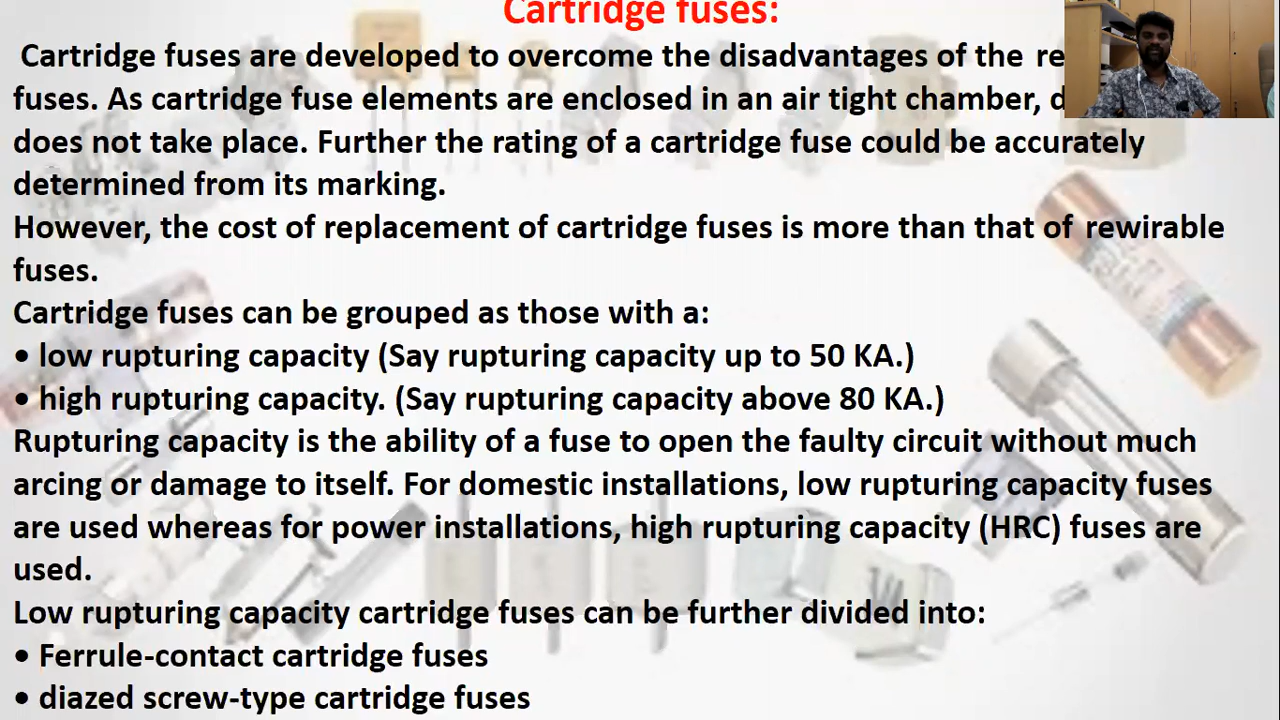 Cartridge fuses:
Cartridge fuses are developed to overcome the disadvantages of the
fuses. As cartridge fuse elements are enclosed in an air tight chamber,
does not take place. Further the rating of a cartridge fuse could be accurately
determined from its marking.
However, the cost of replacement of cartridge fuses is more than that of rewirable
fuses.
Cartridge fuses can be grouped as those with a:
• low rupturing capacity (Say rupturing capacity up to 50 KA.)
• high rupturing capacity. (Say rupturing capacity above 80 KA.)
Rupturing capacity is the ability of a fuse to open the faulty circuit without much
arcing or damage to itself. For domestic installations, low rupturing capacity fuses
are used whereas for power installations, high rupturing capacity (HRC) fuses are
used.
Low rupturing capacity cartridge fuses can be further divided into:
• Ferrule-contact cartridge fuses
• diazed screw-type cartridge fuses